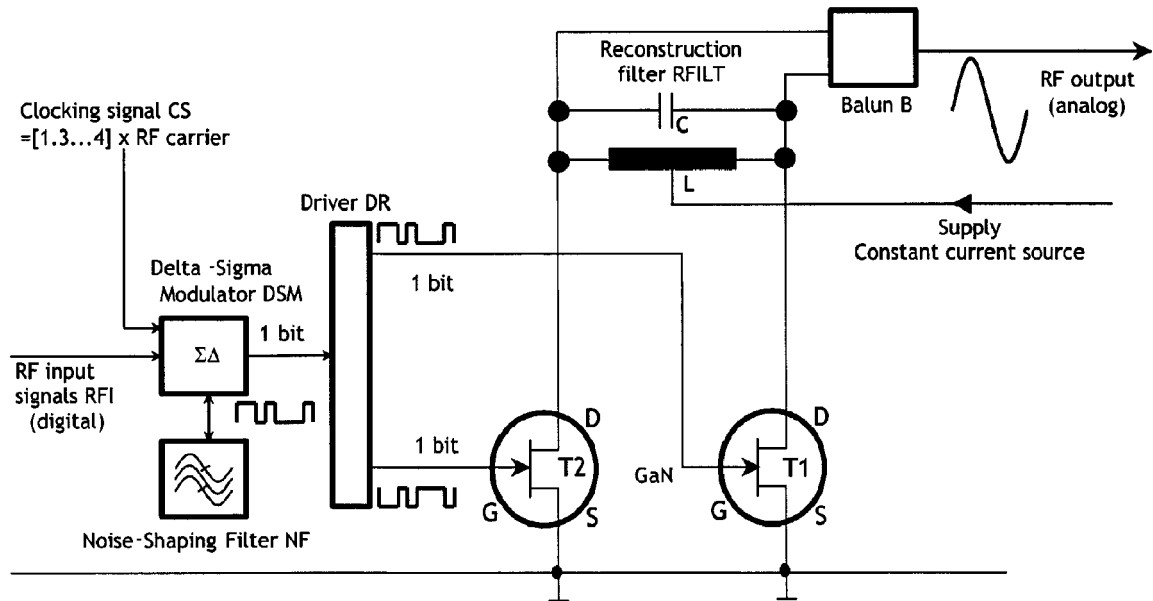 Reconstruction
filter RFILT
RF output
(analog)
Balun B
Clocking signal CS
=[1.3...4] x RF carrier
C
L
Driver DR
Supply
Constant current source
1 bit
Delta -Sigma
Modulator DSM
1 bit
ΣΔ
RF input
signals RFI
(digital)
1 bit
D
T2
G
S
GaN
D
T1
G
S
Noise-Shaping Filter NF